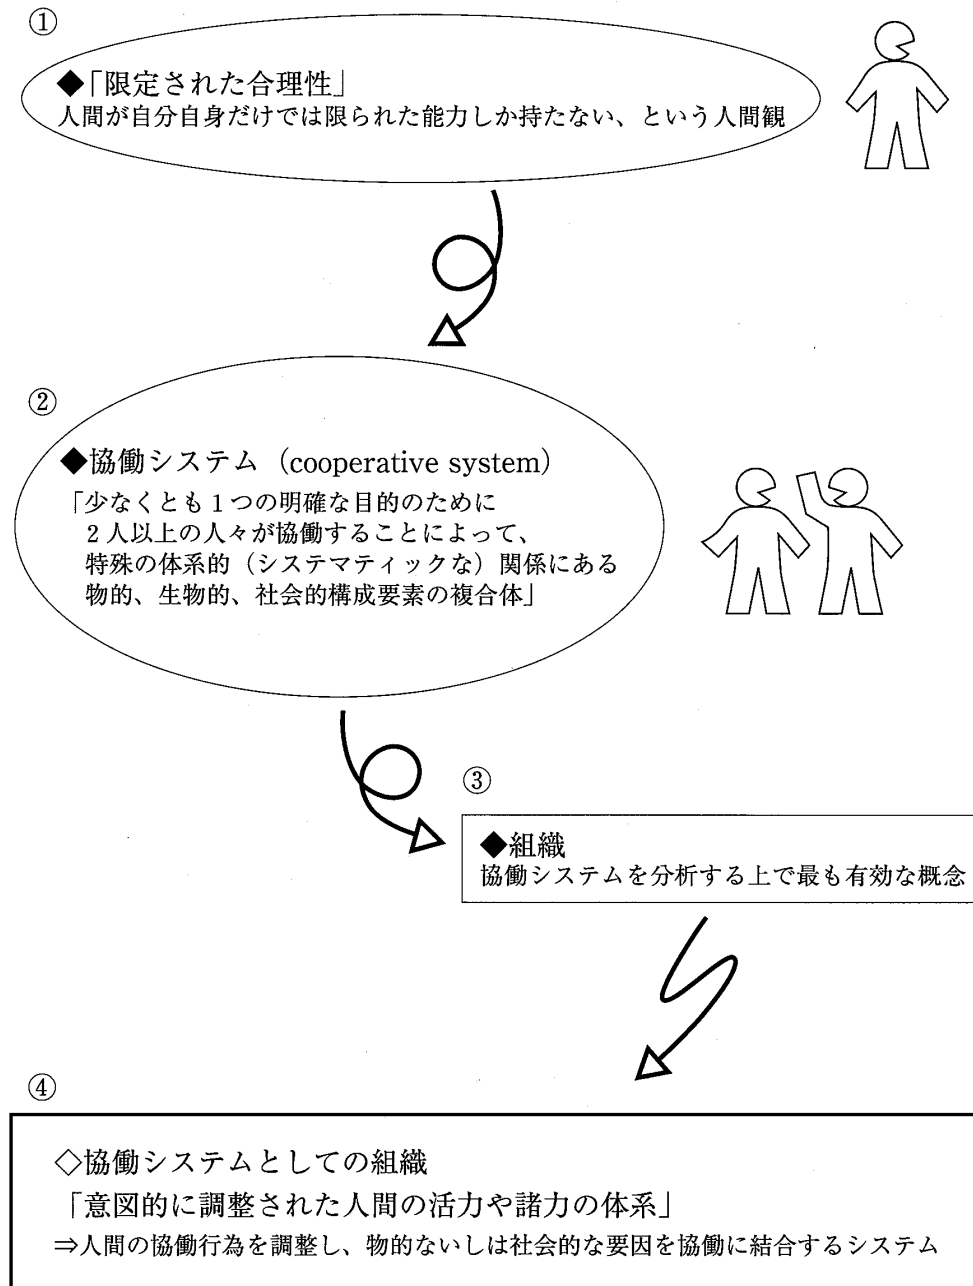 ①
◆「限定された合理性」
人間が自分自身だけでは限られた能力しか持たない、という人間観
②
◆協働システム（cooperative system）
「少なくとも１つの明確な目的のために
２人以上の人々が協働することによって、
特殊の体系的（システマティックな）関係にある
物的、生物的、社会的構成要素の複合体」
③
◆組織
協働システムを分析する上で最も有効な概念
④
◇協働システムとしての組織
「意図的に調整された人間の活力や諸力の体系」
⇒人間の協働行為を調整し、物的ないしは社会的な要因を協働に結合するシステム